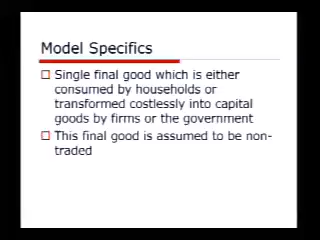 Model Specifics
Single final good which is either
consumed by households or
transformed costlessly into capital
goods by firms or the government
This final good is assumed to be non-
traded